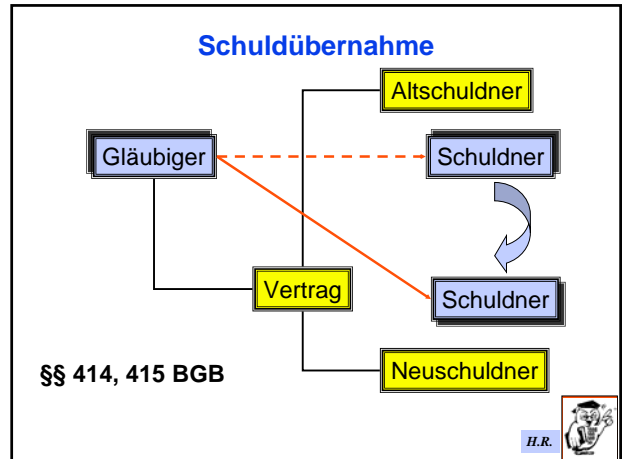 Schuldübernahme
Altschuldner
Gläubiger
Schuldner
Vertrag
Schuldner
§§ 414, 415 BGB
Neuschuldner
H.R.